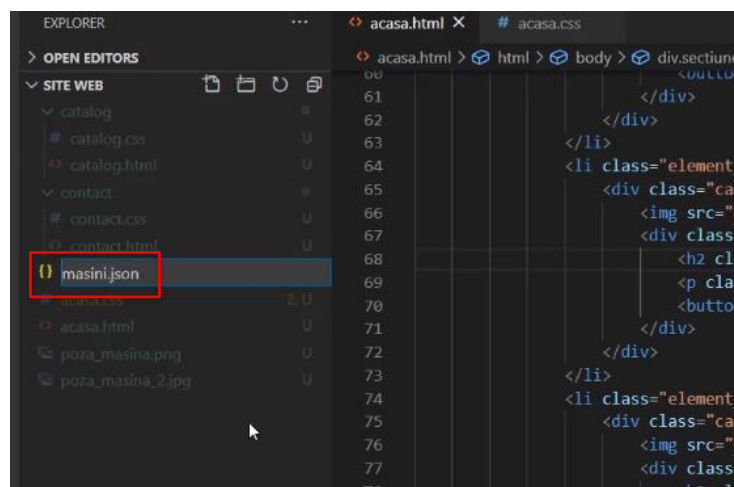 EXPLORER ···
> OPEN EDITORS
SITE WEB
catalog
# catalog.css U
<> catalog.html U
contact
# contact.css U
<> contact.html U
{} masini.json
# acasa.css 2, U
<> acasa.html U
poza_masina.png U
poza_masina_2.jpg U
<> acasa.html × # acasa.css
<> acasa.html > html > body > div.sectiun
60 <butto
61 </div>
62 </div>
63 </li>
64 <li class="element
65 <div class="ca
66 <img src="
67 <div class
68 <h2 cl
69 <p cla
70 <butto
71 </div>
72 </div>
73 </li>
74 <li class="element
75 <div class="ca
76 <img src="
77 <div class